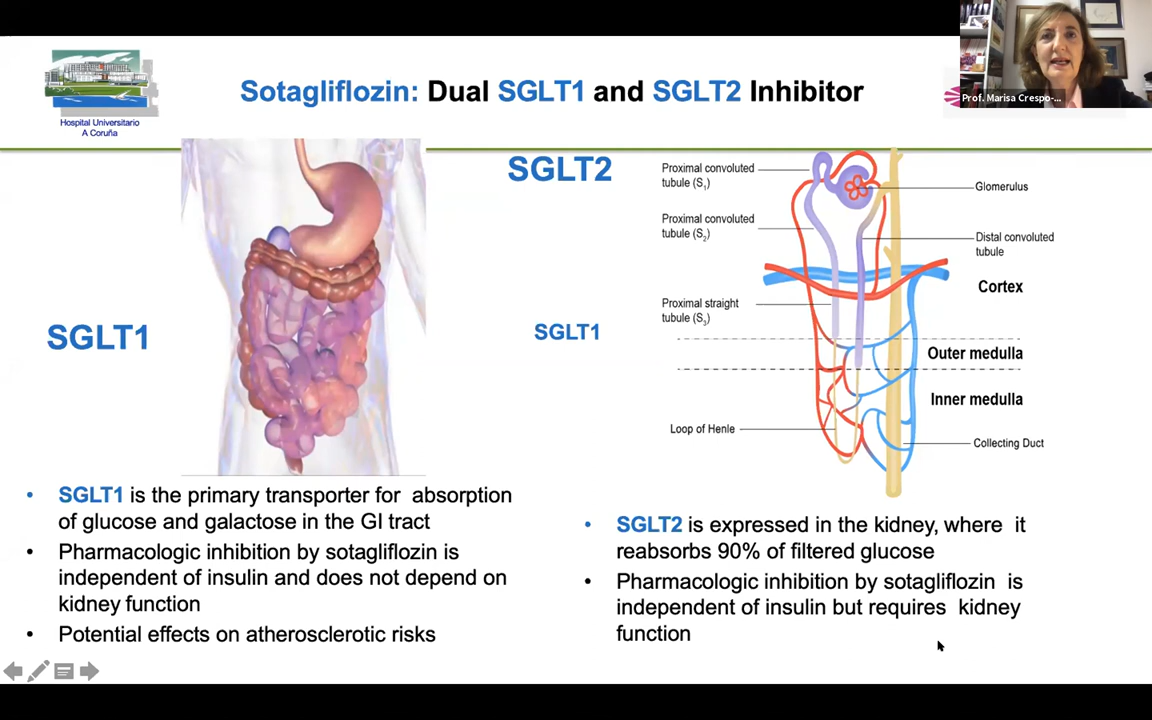 Prof. Marisa Crespo-...
Hospital Universitario
A Coruña
Sotagliflozin: Dual SGLT1 and SGLT2 Inhibitor
SGLT1
SGLT2
SGLT1
Proximal convoluted
tubule (S1)
Proximal convoluted
tubule (S2)
Proximal straight
tubule (S3)
Loop of Henle
Glomerulus
Distal convoluted
tubule
Cortex
Outer medulla
Inner medulla
Collecting Duct
• SGLT1 is the primary transporter for absorption
of glucose and galactose in the GI tract
• Pharmacologic inhibition by sotagliflozin is
independent of insulin and does not depend on
kidney function
• Potential effects on atherosclerotic risks
• SGLT2 is expressed in the kidney, where it
reabsorbs 90% of filtered glucose
• Pharmacologic inhibition by sotagliflozin is
independent of insulin but requires kidney
function